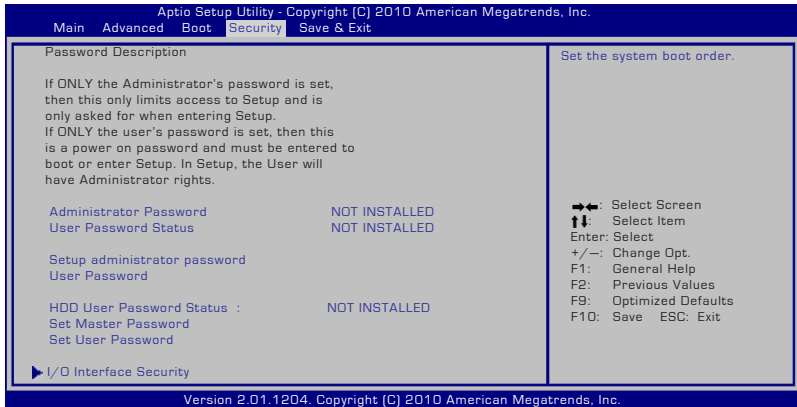 Aptio Setup Utility - Copyright (C) 2010 American Megatrends, Inc.
Main Advanced Boot Security Save & Exit
Password Description
If ONLY the Administrator's password is set,
then this only limits access to Setup and is
only asked for when entering Setup.
If ONLY the user's password is set, then this
is a power on password and must be entered to
boot or enter Setup. In Setup, the User will
have Administrator rights.
Administrator Password NOT INSTALLED
User Password Status NOT INSTALLED
Setup administrator password
User Password
HDD User Password Status : NOT INSTALLED
Set Master Password
Set User Password
I/O Interface Security
Set the system boot order.
→←: Select Screen
↑↓: Select Item
Enter: Select
+/—: Change Opt.
F1: General Help
F2: Previous Values
F9: Optimized Defaults
F10: Save ESC: Exit
Version 2.01.1204. Copyright (C) 2010 American Megatrends, Inc.